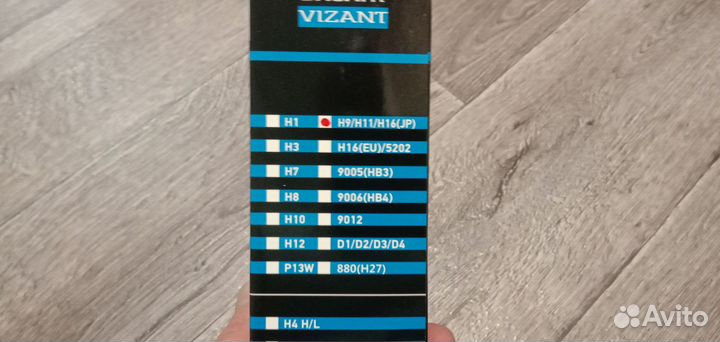 VIZANT
H1 H9/H11/H16(JP)
H3 H16(EU)/5202
H7 9005(HB3)
H8 9006(HB4)
H10 9012
H12 D1/D2/D3/D4
P13W 880(H27)
H4 H/L
Avito